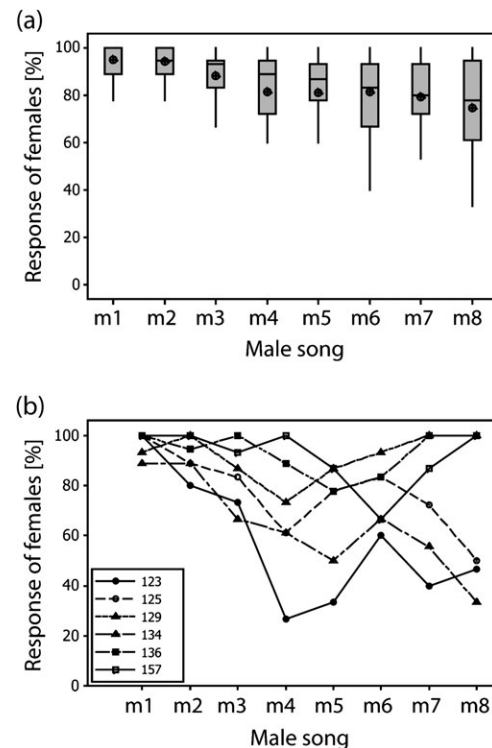 (a)
Response of females [%]
100
80
60
40
20
0
m1 m2 m3 m4 m5 m6 m7 m8
Male song
(b)
Response of females [%]
100
80
60
40
20
0
123
125
129
134
136
157
m1 m2 m3 m4 m5 m6 m7 m8
Male song